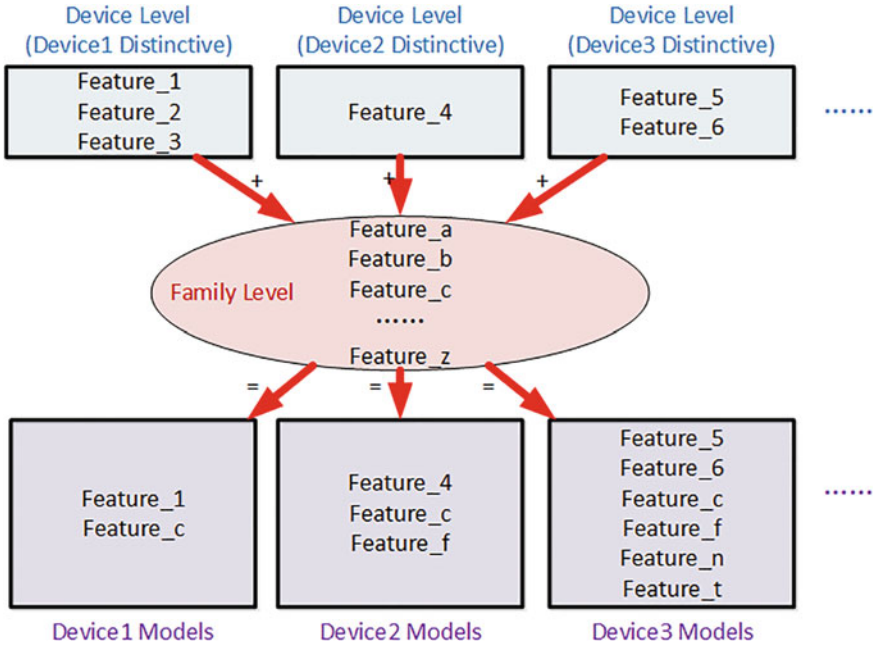 Device Level
(Device1 Distinctive)
Device Level
(Device2 Distinctive)
Device Level
(Device3 Distinctive)
Feature_1
Feature_2
Feature_3
Feature_4
Feature_5
Feature_6
......
+
+
+
Feature_a
Feature_b
Family Level
Feature_c
......
Feature_z
=
=
=
Feature_1
Feature_c
Feature_4
Feature_c
Feature_f
Feature_5
Feature_6
Feature_c
Feature_f
Feature_n
Feature_t
......
Device1 Models
Device2 Models
Device3 Models